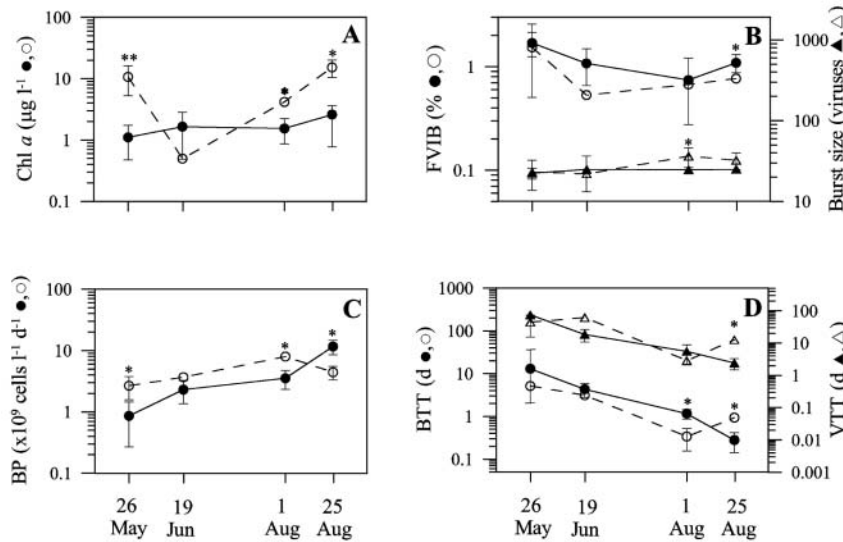 A
Chl a (µg l-1 ●,○)
100
10
1
0.1
**
*
*
B
FVIB (% ●,○)
1
0.1
*
*
1000
100
10
Burst size (viruses ▲,△)
C
BP (x10⁹ cells l-1 d-1 ●,○)
100
10
1
0.1
*
*
*
26 May
19 Jun
1 Aug
25 Aug
D
BTT (d ●,○)
1000
100
10
1
0.1
*
*
*
100
10
1
0.1
0.01
0.001
VTT (d ▲,△)
26 May
19 Jun
1 Aug
25 Aug